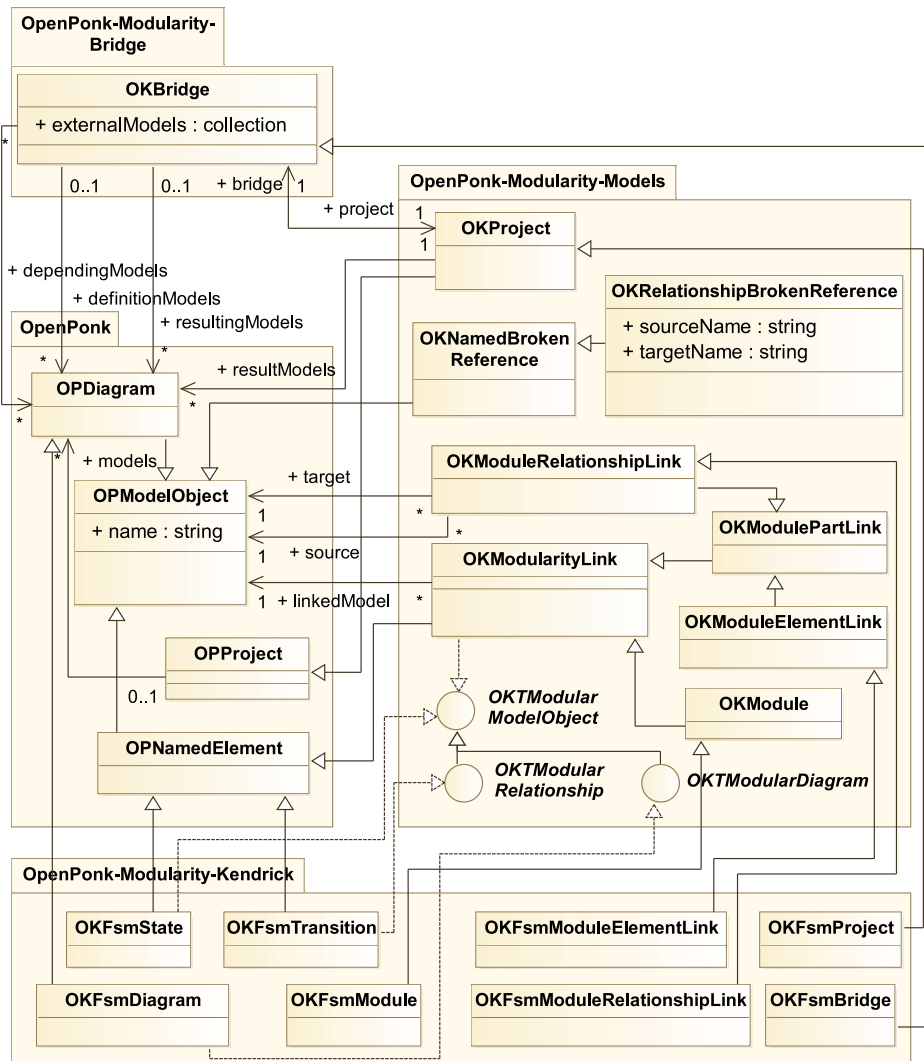 OpenPonk-Modularity-
Bridge
OKBridge
+ externalModels : collection
*
0..1
0..1
+ bridge
1
OpenPonk-Modularity-Models
+ project
1
OKProject
1
+ dependingModels
+ definitionModels
OKRelationshipBrokenReference
+ sourceName : string
+ targetName : string
OpenPonk
+ resultingModels
OKNamedBroken
Reference
*
*
+ resultModels
OPDiagram
*
*
*
+ models
OPModelObject
+ name : string
+ target
1
*
OKModuleRelationshipLink
1
+ source
*
OKModulePartLink
OKModularityLink
1
+ linkedModel
*
OKModuleElementLink
OPProject
0..1
OKTModular
ModelObject
OKModule
OPNamedElement
OKTModular
Relationship
OKTModularDiagram
OpenPonk-Modularity-Kendrick
OKFsmState
OKFsmTransition
OKFsmModuleElementLink
OKFsmProject
OKFsmDiagram
OKFsmModule
OKFsmModuleRelationshipLink
OKFsmBridge